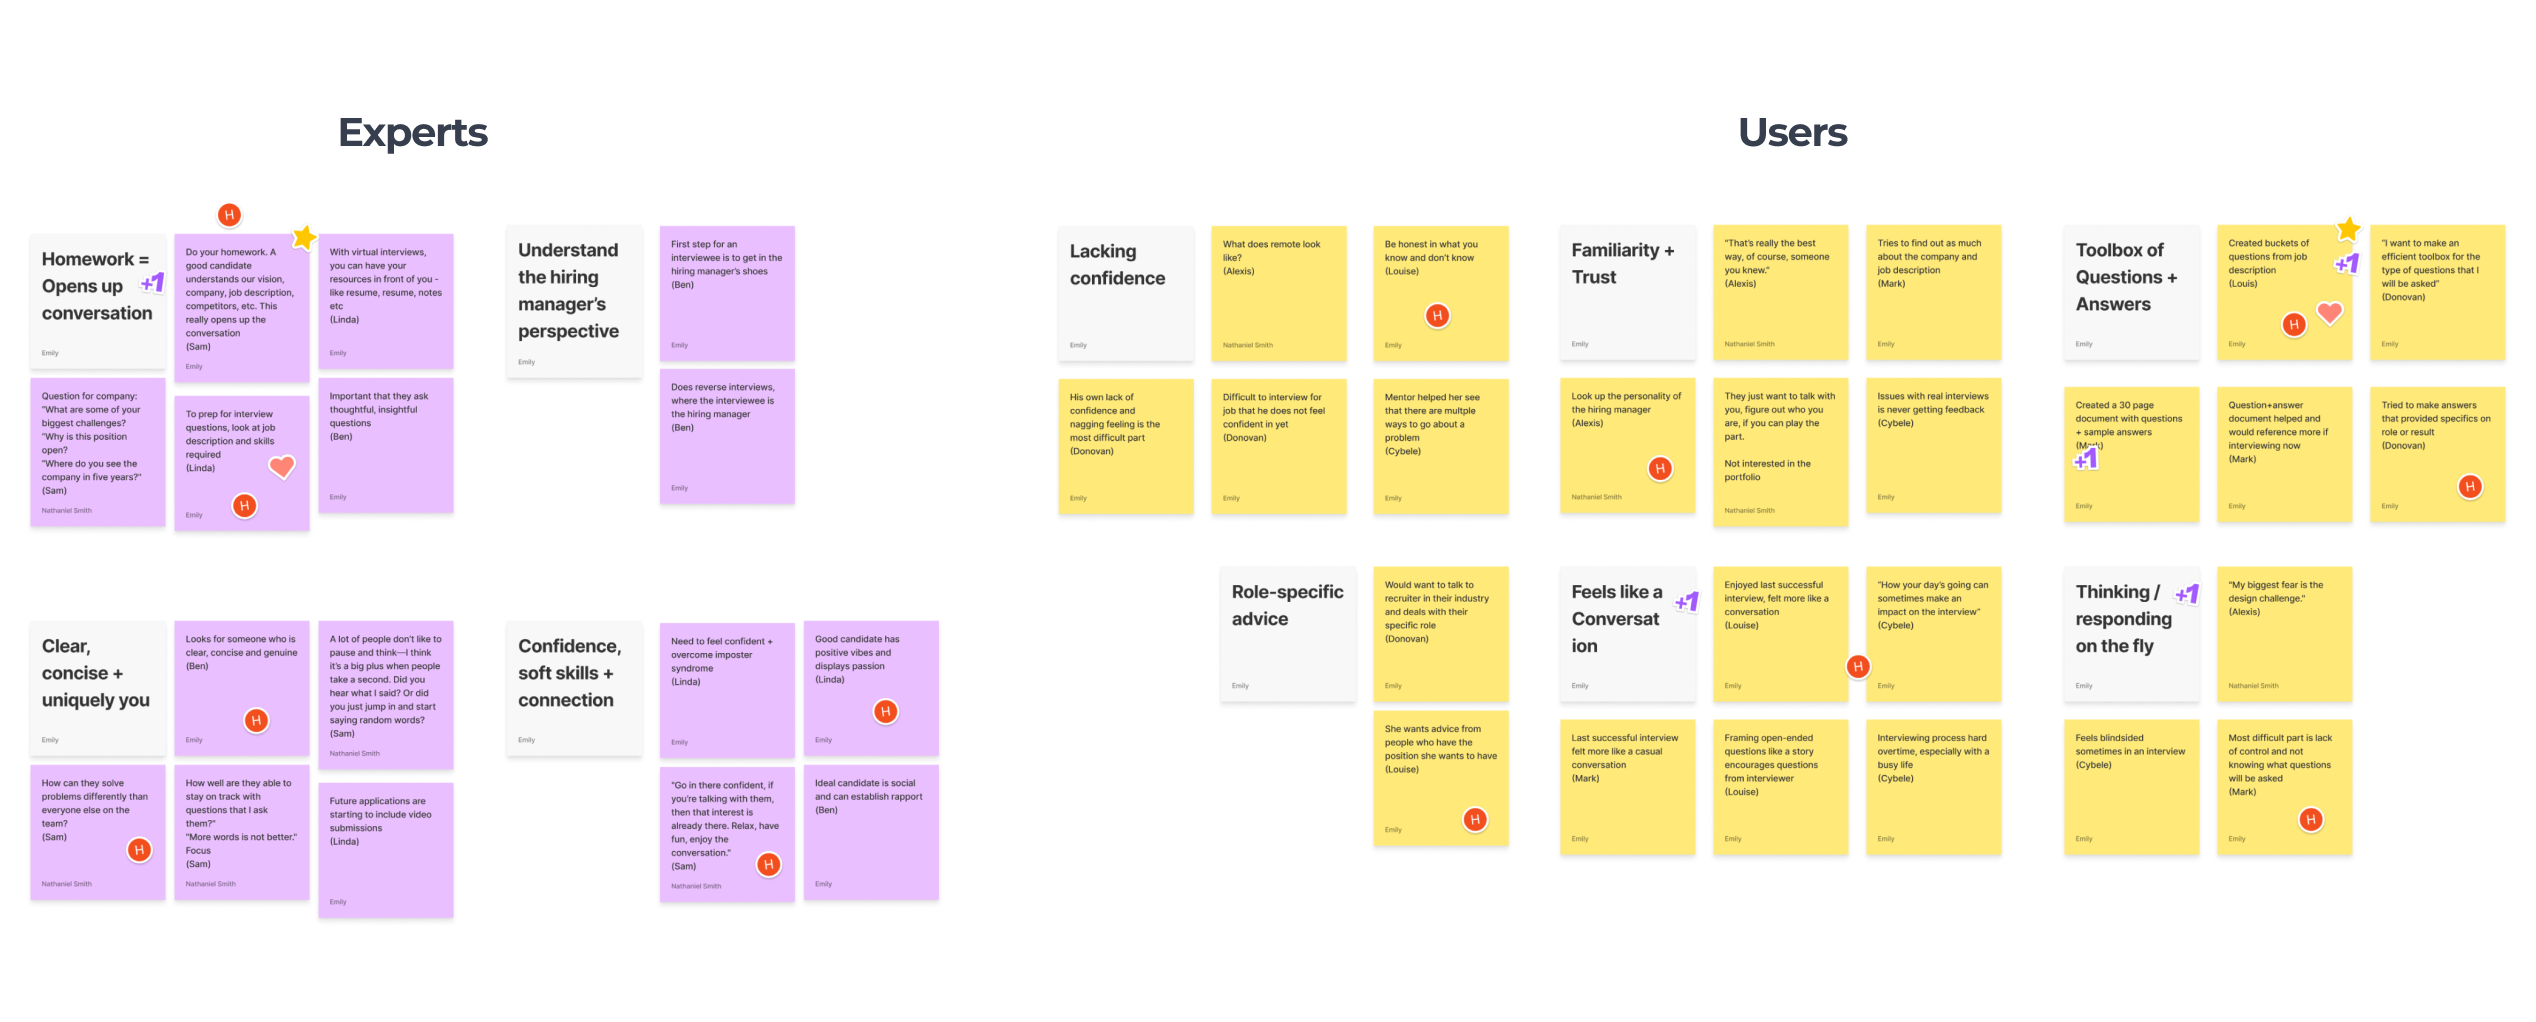 Experts
H
Homework =
Opens up
conversation
+1
Emily
Do your homework. A
good candidate
understands our vision,
company, job description,
competitors, etc. This
really opens up the
conversation
(Sam)
Emily
With virtual interviews,
you can have your
resources in front of you -
like resume, resume, notes
etc
(Linda)
Emily
Question for company:
"What are some of your
biggest challenges?
"Why is this position
open?
"Where do you see the
company in five years?"
(Sam)
Nathaniel Smith
To prep for interview
questions, look at job
description and skills
required
(Linda)
H
Emily
Important that they ask
thoughtful, insightful
questions
(Ben)
Emily
Understand
the hiring
manager's
perspective
Emily
First step for an
interviewee is to get in the
hiring manager's shoes
(Ben)
Emily
Does reverse interviews,
where the interviewee is
the hiring manager
(Ben)
Emily
Clear,
concise +
uniquely you
Emily
Looks for someone who is
clear, concise and genuine
(Ben)
H
Emily
A lot of people don't like to
pause and think—I think
it's a big plus when people
take a second. Did you
hear what I said? Or did
you just jump in and start
saying random words?
(Sam)
Nathaniel Smith
How can they solve
problems differently than
everyone else on the
team?
(Sam)
H
Nathaniel Smith
How well are they able to
stay on track with
questions that I ask
them?"
"More words is not better."
Focus
(Sam)
Nathaniel Smith
Future applications are
starting to include video
submissions
(Linda)
Emily
Confidence,
soft skills +
connection
Emily
Need to feel confident +
overcome imposter
syndrome
(Linda)
Emily
Good candidate has
positive vibes and
displays passion
(Linda)
H
Emily
"Go in there confident, if
you're talking with them,
then that interest is
already there. Relax, have
fun, enjoy the
conversation."
(Sam)
H
Nathaniel Smith
Ideal candidate is social
and can establish rapport
(Ben)
Emily
Users
Lacking
confidence
Emily
What does remote look
like?
(Alexis)
Nathaniel Smith
Be honest in what you
know and don't know
(Louise)
H
Emily
His own lack of
confidence and
nagging feeling is the
most difficult part
(Donovan)
Emily
Difficult to interview for
job that he does not feel
confident in yet
(Donovan)
Emily
Mentor helped her see
that there are multple
ways to go about a
problem
(Cybele)
Emily
Familiarity +
Trust
Emily
"That's really the best
way, of course, someone
you knew."
(Alexis)
Nathaniel Smith
Tries to find out as much
about the company and
job description
(Mark)
Emily
Look up the personality of
the hiring manager
(Alexis)
H
Nathaniel Smith
They just want to talk with
you, figure out who you
are, if you can play the
part.
Not interested in the
portfolio
Nathaniel Smith
Issues with real interviews
is never getting feedback
(Cybele)
Emily
Toolbox of
Questions +
Answers
Emily
Created buckets of
questions from job
description
(Louis)
+1
H
Emily
"I want to make an
efficient toolbox for the
type of questions that I
will be asked"
(Donovan)
Emily
Created a 30 page
document with questions
+ sample answers
(Mark)
+1
Emily
Question+answer
document helped and
would reference more if
interviewing now
(Mark)
Emily
Tried to make answers
that provided specifics on
role or result
(Donovan)
H
Emily
Role-specific
advice
Emily
Would want to talk to
recruiter in their industry
and deals with their
specific role
(Donovan)
Emily
She wants advice from
people who have the
position she wants to have
(Louise)
H
Emily
Feels like a
Conversat
ion
+1
Emily
Enjoyed last successful
interview, felt more like a
conversation
(Louise)
Emily
H
"How your day's going can
sometimes make an
impact on the interview"
(Cybele)
Emily
Last successful interview
felt more like a casual
conversation
(Mark)
Emily
Framing open-ended
questions like a story
encourages questions
from interviewer
(Louise)
Emily
Interviewing process hard
overtime, especially with a
busy life
(Cybele)
Emily
Thinking /
responding
on the fly
+1
Emily
"My biggest fear is the
design challenge."
(Alexis)
Nathaniel Smith
Feels blindsided
sometimes in an interview
(Cybele)
Emily
Most difficult part is lack
of control and not
knowing what questions
will be asked
(Mark)
H
Emily